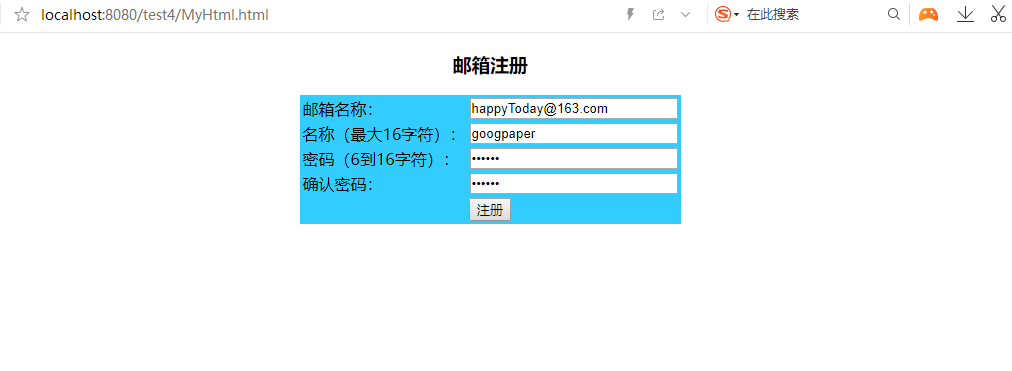 localhost:8080/test4/MyHtml.html
在此搜索
邮箱注册
邮箱名称： happyToday@163.com
名称（最大16字符）： googpaper
密码（6到16字符）： ••••••
确认密码： ••••••
注册